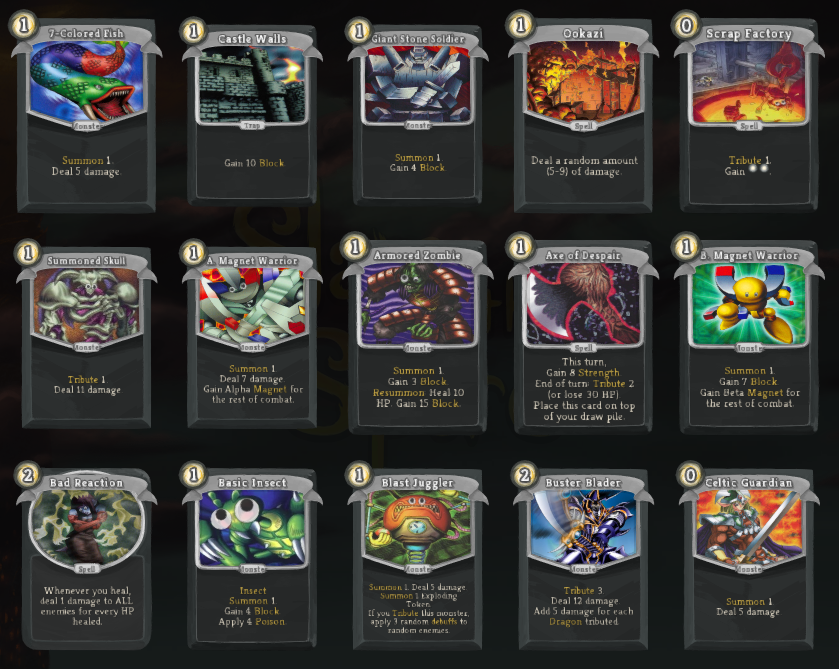 1
7-Colored Fish
Monster
Summon 1.
Deal 5 damage.
1
Castle Walls
Trap
Gain 10 Block.
1
Giant Stone Soldier
Monster
Summon 1.
Gain 4 Block.
1
Ookazi
Spell
Deal a random amount
(5-9) of damage.
0
Scrap Factory
Spell
Tribute 1.
Gain
1
Summoned Skull
Monster
Tribute 1.
Deal 11 damage.
1
A. Magnet Warrior
Monster
Summon 1.
Deal 7 damage.
Gain Alpha Magnet for
the rest of combat.
1
Armored Zombie
Monster
Summon 1.
Gain 3 Block.
Resummon: Heal 10
HP. Gain 15 Block.
1
Axe of Despair
Spell
This turn,
Gain 8 Strength.
End of turn: Tribute 2
(or lose 30 HP)
Place this card on top
of your draw pile.
1
B. Magnet Warrior
Monster
Summon 1.
Gain 7 Block.
Gain Beta Magnet for
the rest of combat.
2
Bad Reaction
Spell
Whenever you heal,
deal 1 damage to ALL
enemies for every HP
healed.
1
Basic Insect
Monster
Insect
Summon 1.
Gain 4 Block.
Apply 4 Poison.
1
Blast Juggler
Monster
Summon 1. Deal 5 damage.
Summon 1 Exploding
Token.
If you Tribute this monster,
apply 3 random debuffs to
random enemies.
2
Buster Blader
Monster
Tribute 3.
Deal 12 damage.
Add 5 damage for each
Dragon tributed.
0
Celtic Guardian
Monster
Summon 1.
Deal 5 damage.